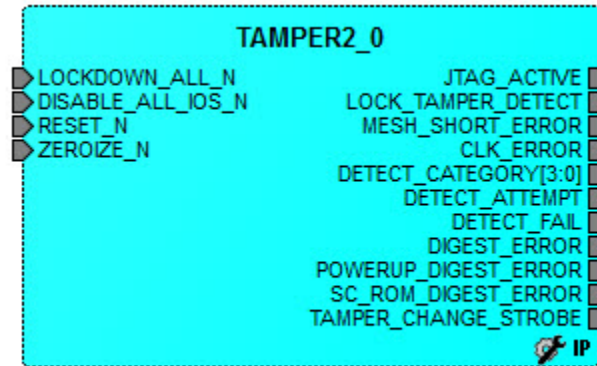 TAMPER2_0
LOCKDOWN_ALL_N
DISABLE_ALL_IOS_N
RESET_N
ZEROIZE_N
JTAG_ACTIVE
LOCK_TAMPER_DETECT
MESH_SHORT_ERROR
CLK_ERROR
DETECT_CATEGORY[3:0]
DETECT_ATTEMPT
DETECT_FAIL
DIGEST_ERROR
POWERUP_DIGEST_ERROR
SC_ROM_DIGEST_ERROR
TAMPER_CHANGE_STROBE
IP